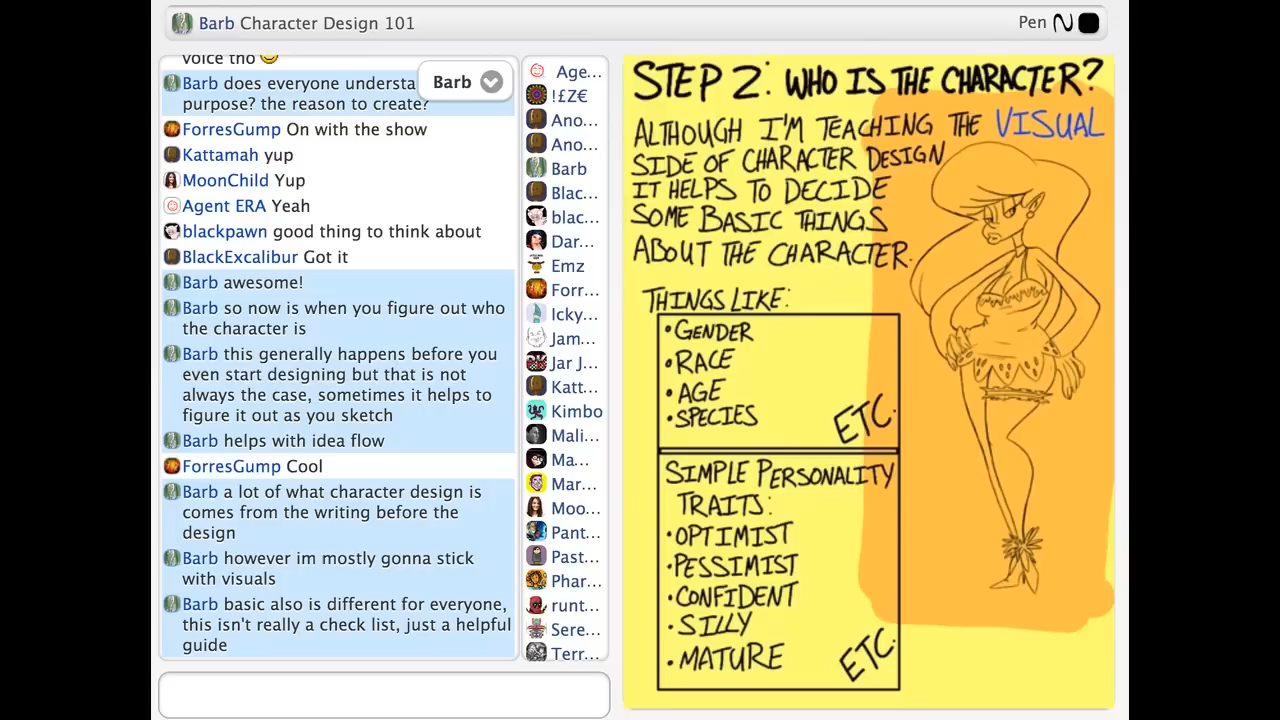 Barb Character Design 101
Pen
voice tho
Barb does everyone understa
purpose? the reason to create?
Barb
ForresGump On with the show
Kattamah yup
MoonChild Yup
Agent ERA Yeah
blackpawn good thing to think about
BlackExcalibur Got it
Barb awesome!
Barb so now is when you figure out who
the character is
Barb this generally happens before you
even start designing but that is not
always the case, sometimes it helps to
figure it out as you sketch
Barb helps with idea flow
ForresGump Cool
Barb a lot of what character design is
comes from the writing before the
design
Barb however im mostly gonna stick
with visuals
Barb basic also is different for everyone,
this isn't really a check list, just a helpful
guide
Age...
!£Z€
Ano...
Ano...
Barb
Blac...
blac...
Dar...
Emz
Forr...
Icky...
Jam...
Jar J...
Katt...
Kimbo
Mali...
Ma...
Mar...
Moo...
Pant...
Past...
Phar...
runt...
Sere...
Terr...
STEP 2: WHO IS THE CHARACTER?
ALTHOUGH I'M TEACHING THE VISUAL
SIDE OF CHARACTER DESIGN
IT HELPS TO DECIDE
SOME BASIC THINGS
ABOUT THE CHARACTER.
THINGS LIKE:
• GENDER
• RACE
• AGE
• SPECIES
ETC.
SIMPLE PERSONALITY
TRAITS:
• OPTIMIST
• PESSIMIST
• CONFIDENT
• SILLY
• MATURE
ETC.